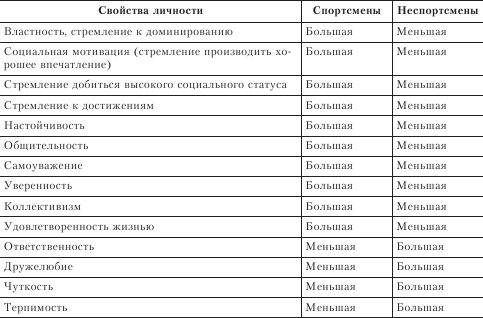 Свойства личности Спортсмены Неспортсмены
Властность, стремление к доминированию Большая Меньшая
Социальная мотивация (стремление производить хо- Большая Меньшая
рошее впечатление)
Стремление добиться высокого социального статуса Большая Меньшая
Стремление к достижениям Большая Меньшая
Настойчивость Большая Меньшая
Общительность Большая Меньшая
Самоуважение Большая Меньшая
Уверенность Большая Меньшая
Коллективизм Большая Меньшая
Удовлетворенность жизнью Большая Меньшая
Ответственность Меньшая Большая
Дружелюбие Меньшая Большая
Чуткость Меньшая Большая
Терпимость Меньшая Большая